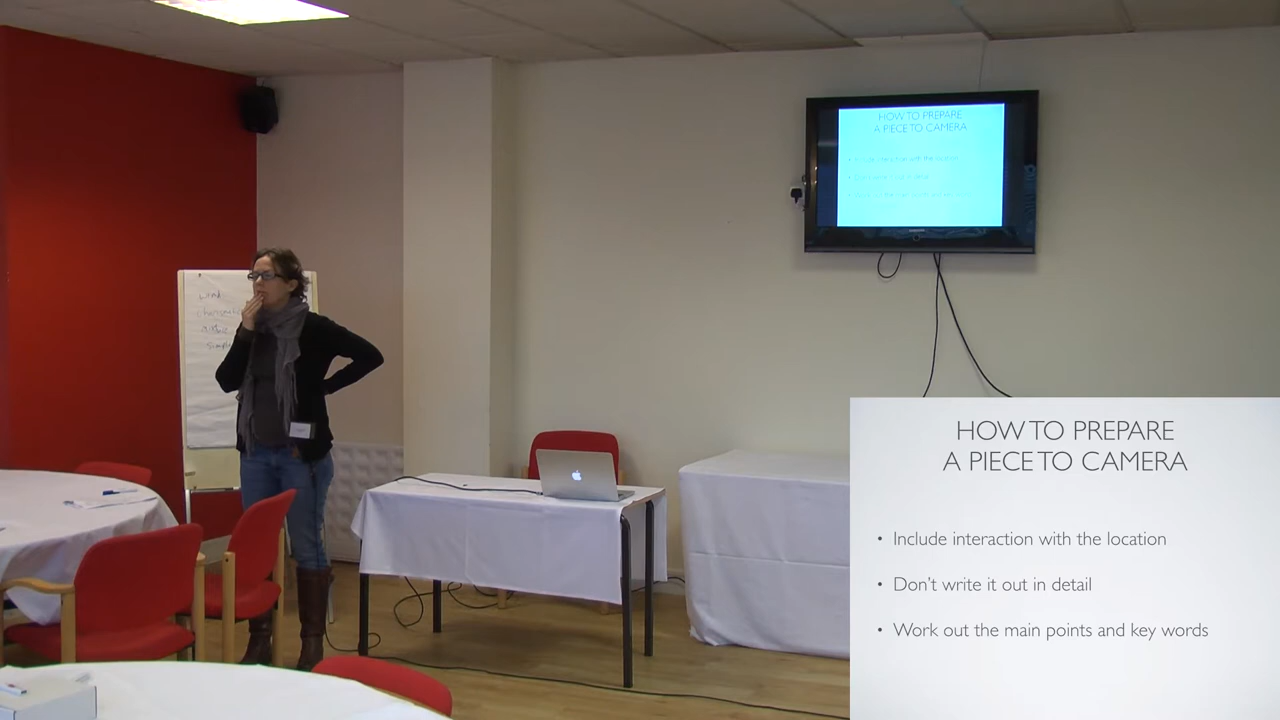 HOW TO PREPARE
A PIECE TO CAMERA
HOW TO PREPARE
A PIECE TO CAMERA
• Include interaction with the location
• Don't write it out in detail
• Work out the main points and key words